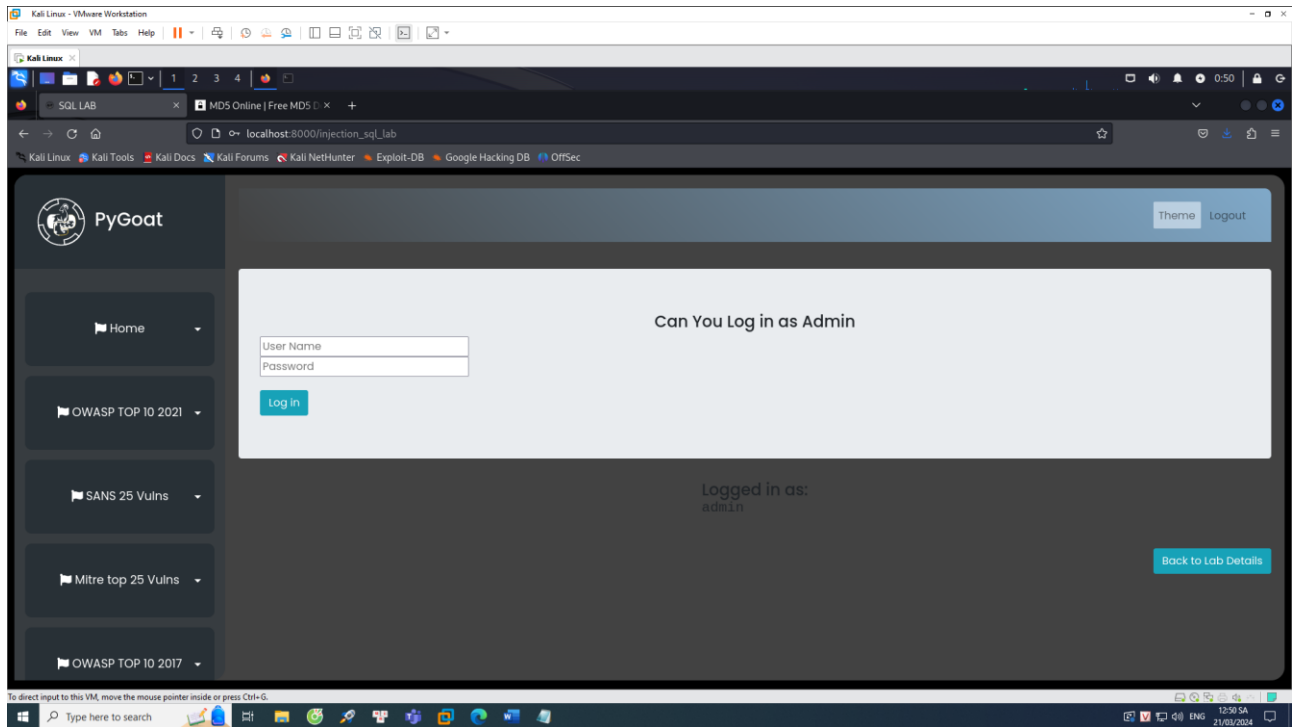 Kali Linux - VMware Workstation
File Edit View VM Tabs Help
Kali Linux
1 2 3 4 0:50
SQL LAB MD5 Online | Free MD5 D
localhost:8000/injection_sql_lab
Kali Linux Kali Tools Kali Docs Kali Forums Kali NetHunter Exploit-DB Google Hacking DB OffSec
PyGoat
Theme Logout
Home
OWASP TOP 10 2021
SANS 25 Vulns
Mitre top 25 Vulns
OWASP TOP 10 2017
Can You Log in as Admin
User Name
Password
Log in
Logged in as:
admin
Back to Lab Details
To direct input to this VM, move the mouse pointer inside or press Ctrl+G.
Type here to search
ENG
12:50 SA
21/03/2024